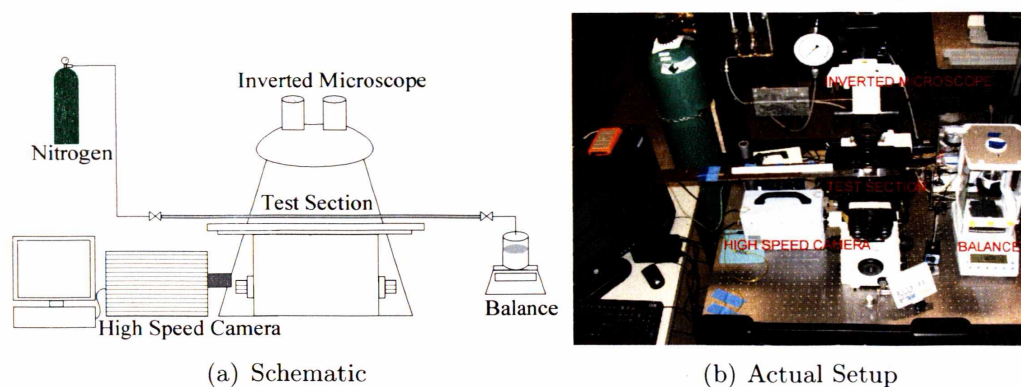 Inverted Microscope
Nitrogen
Test Section
High Speed Camera
Balance
(a) Schematic
INVERTED MICROSCOPE
TEST SECTION
HIGH SPEED CAMERA
BALANCE
(b) Actual Setup